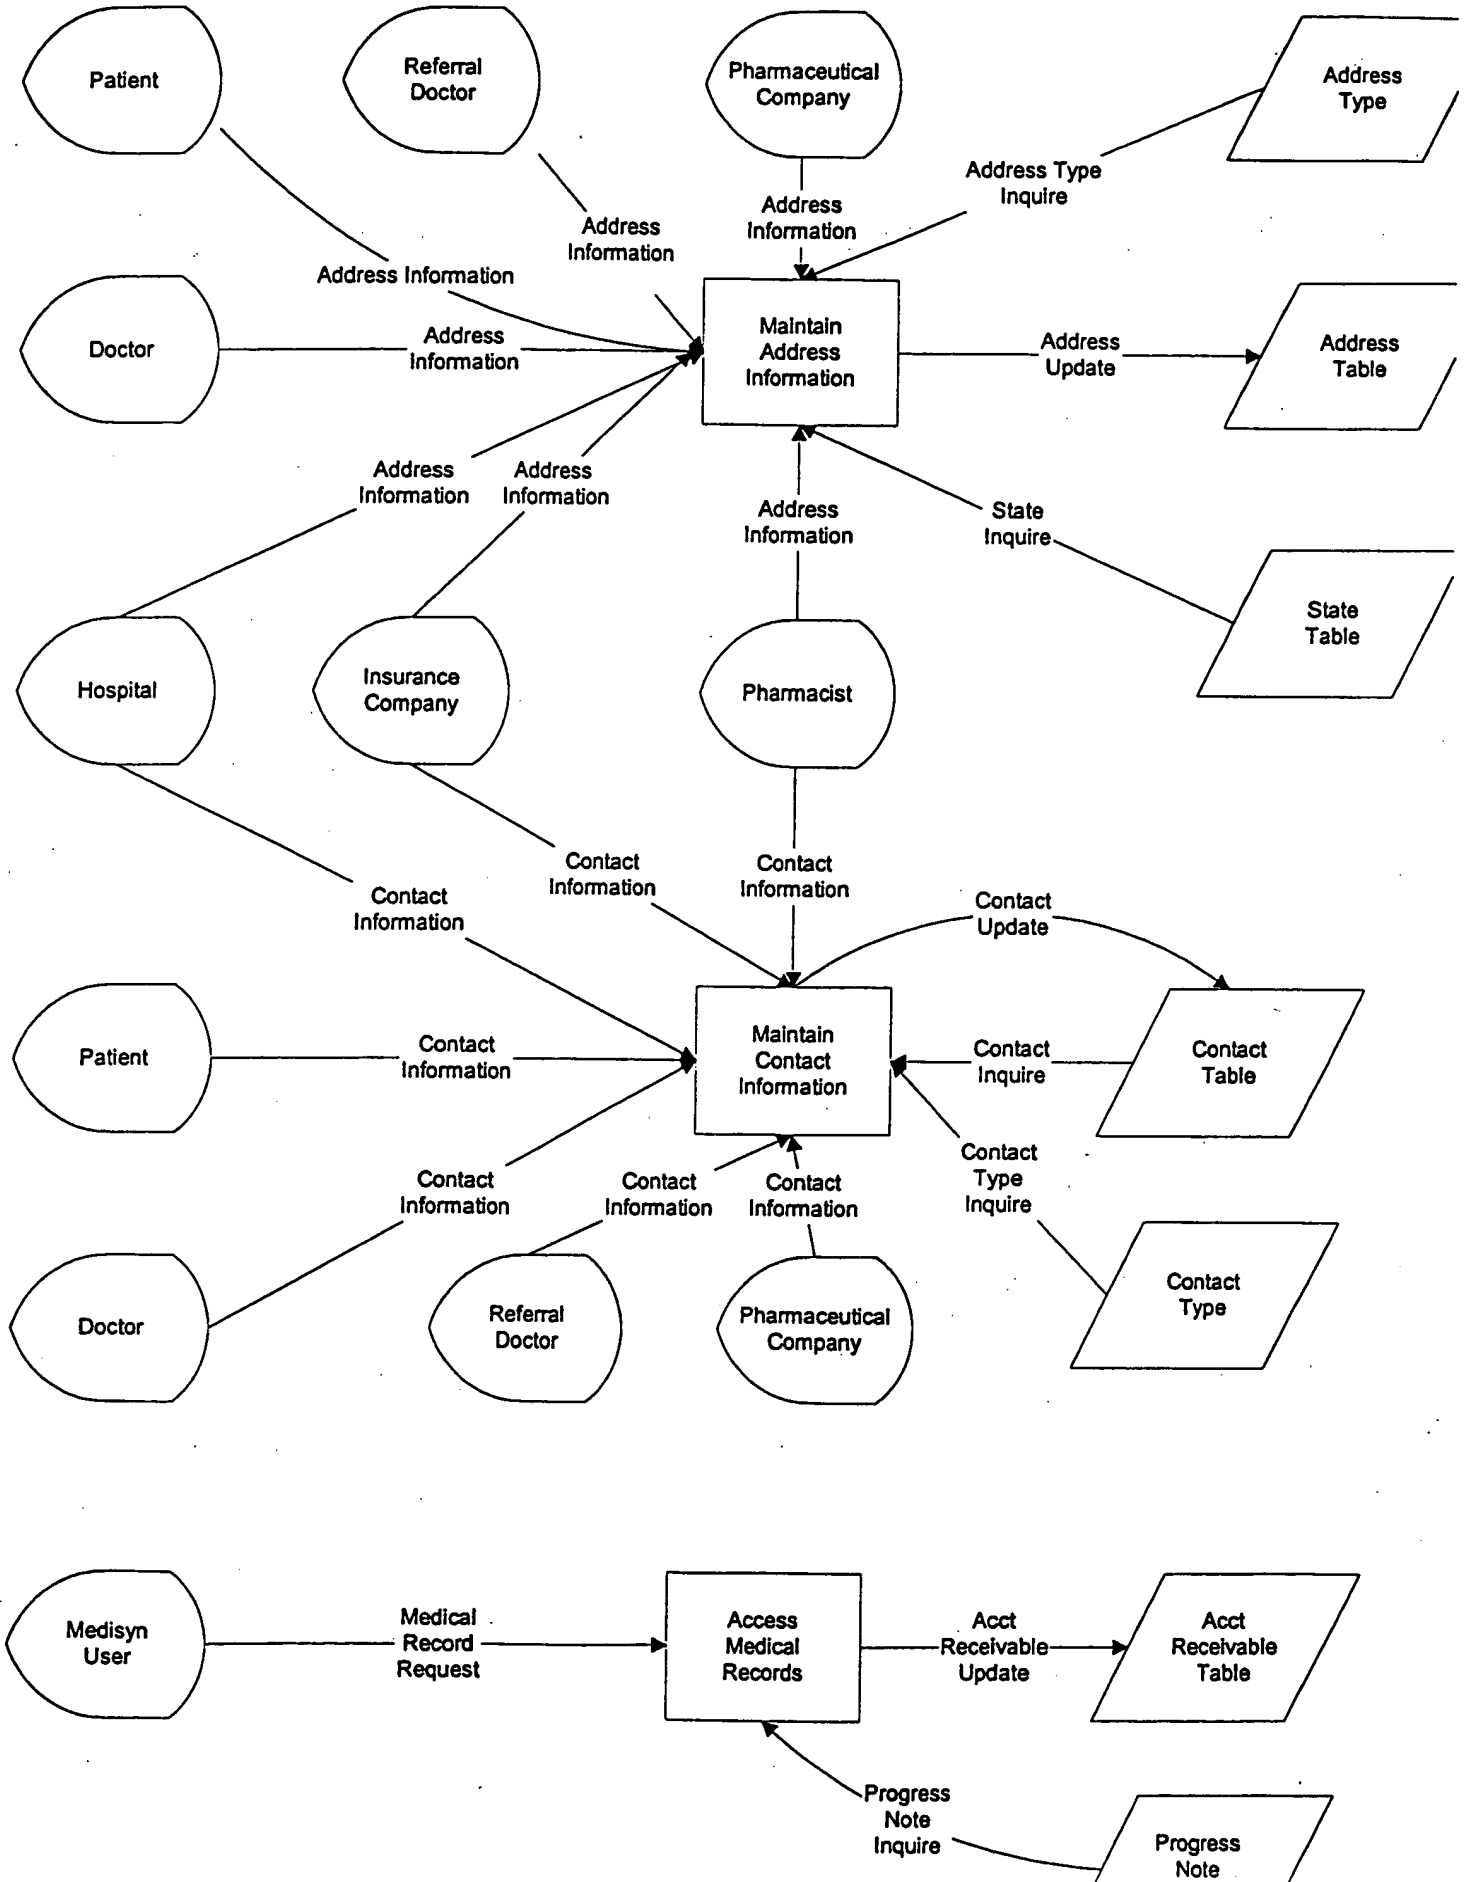 Patient
Referral
Doctor
Pharmaceutical
Company
Address
Type
Address Type
Inquire
Address
Information
Address
Information
Address Information
Doctor
Address
Information
Maintain
Address
Information
Address
Update
Address
Table
Address
Information
Address
Information
Address
Information
State
Inquire
State
Table
Hospital
Insurance
Company
Pharmacist
Contact
Information
Contact
Information
Contact
Information
Contact
Update
Patient
Contact
Information
Maintain
Contact
Information
Contact
Inquire
Contact
Table
Contact
Information
Contact
Information
Contact
Information
Contact
Type
Inquire
Doctor
Referral
Doctor
Pharmaceutical
Company
Contact
Type
Medisyn
User
Medical
Record
Request
Access
Medical
Records
Acct
Receivable
Update
Acct
Receivable
Table
Progress
Note
Inquire
Progress
Note